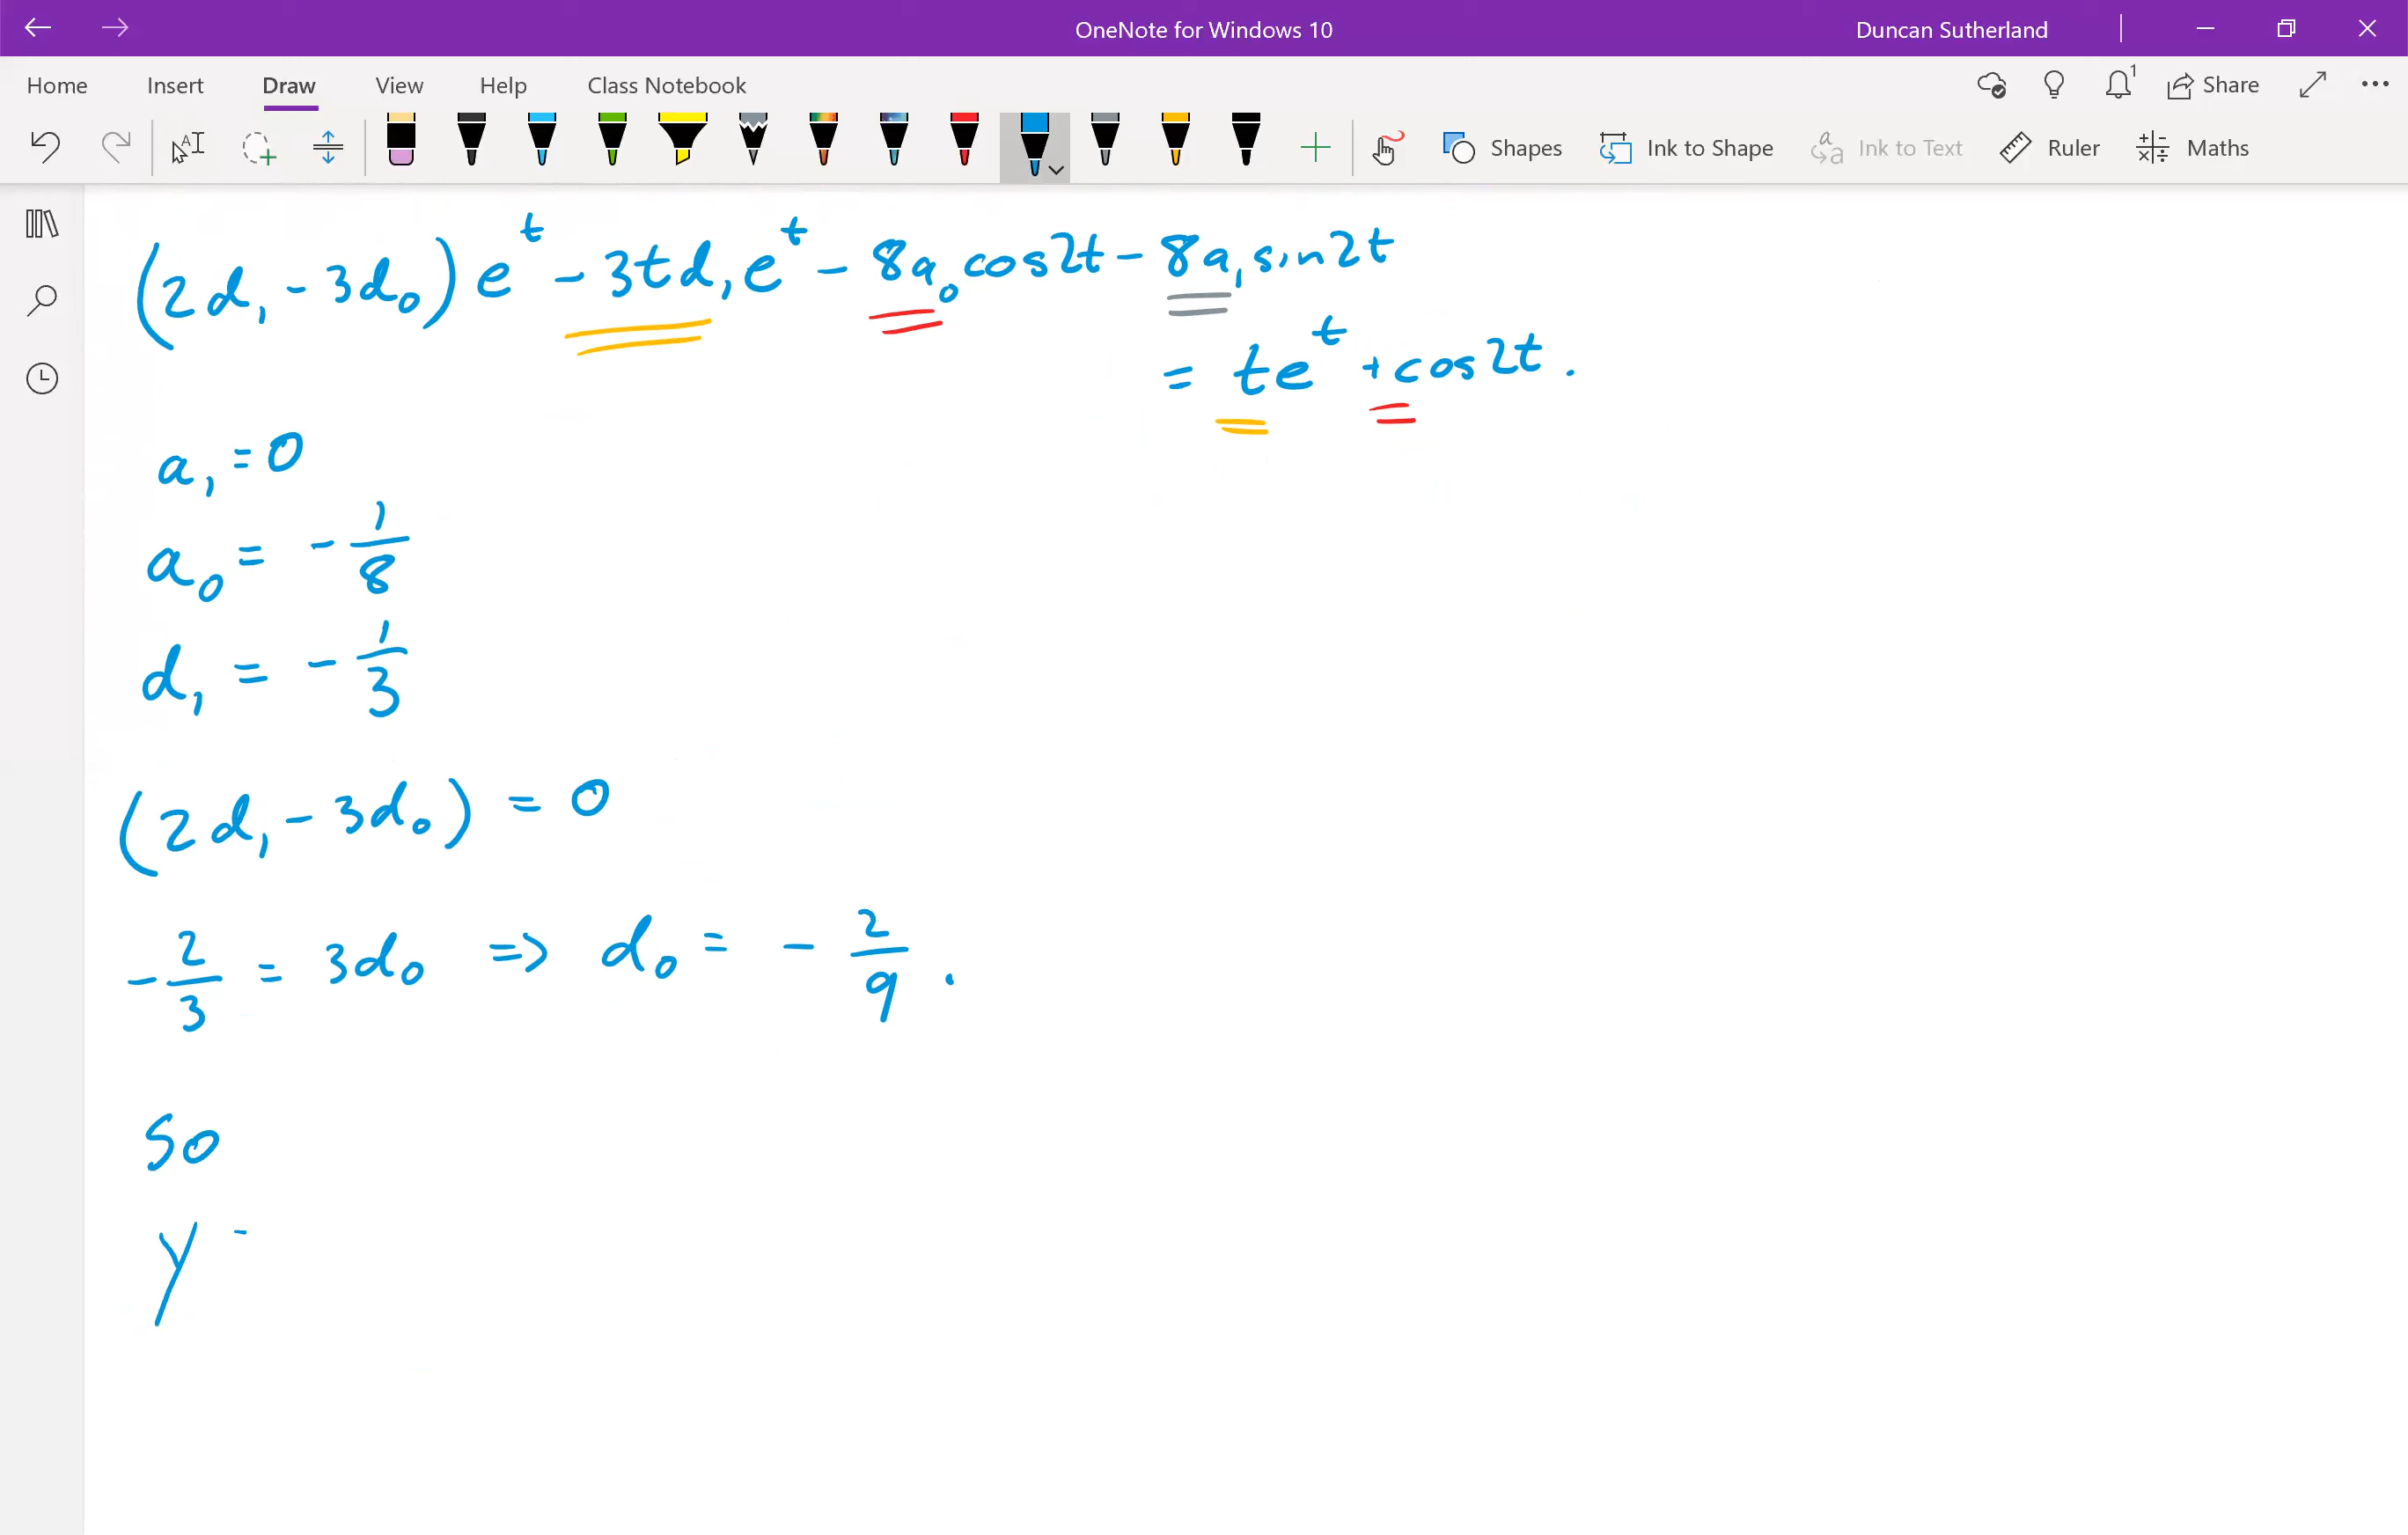 OneNote for Windows 10 Duncan Sutherland
Home Insert Draw View Help Class Notebook 1 Share
Shapes Ink to Shape Ink to Text Ruler Maths
(2d₁ - 3d₀) eᵗ - 3td₁eᵗ - 8a₀cos2t - 8a₁sin2t
= teᵗ + cos2t.
a₁ = 0
a₀ = - 1/8
d₁ = - 1/3
(2d₁ - 3d₀) = 0
- 2/3 = 3d₀ => d₀ = - 2/9.
So
y -